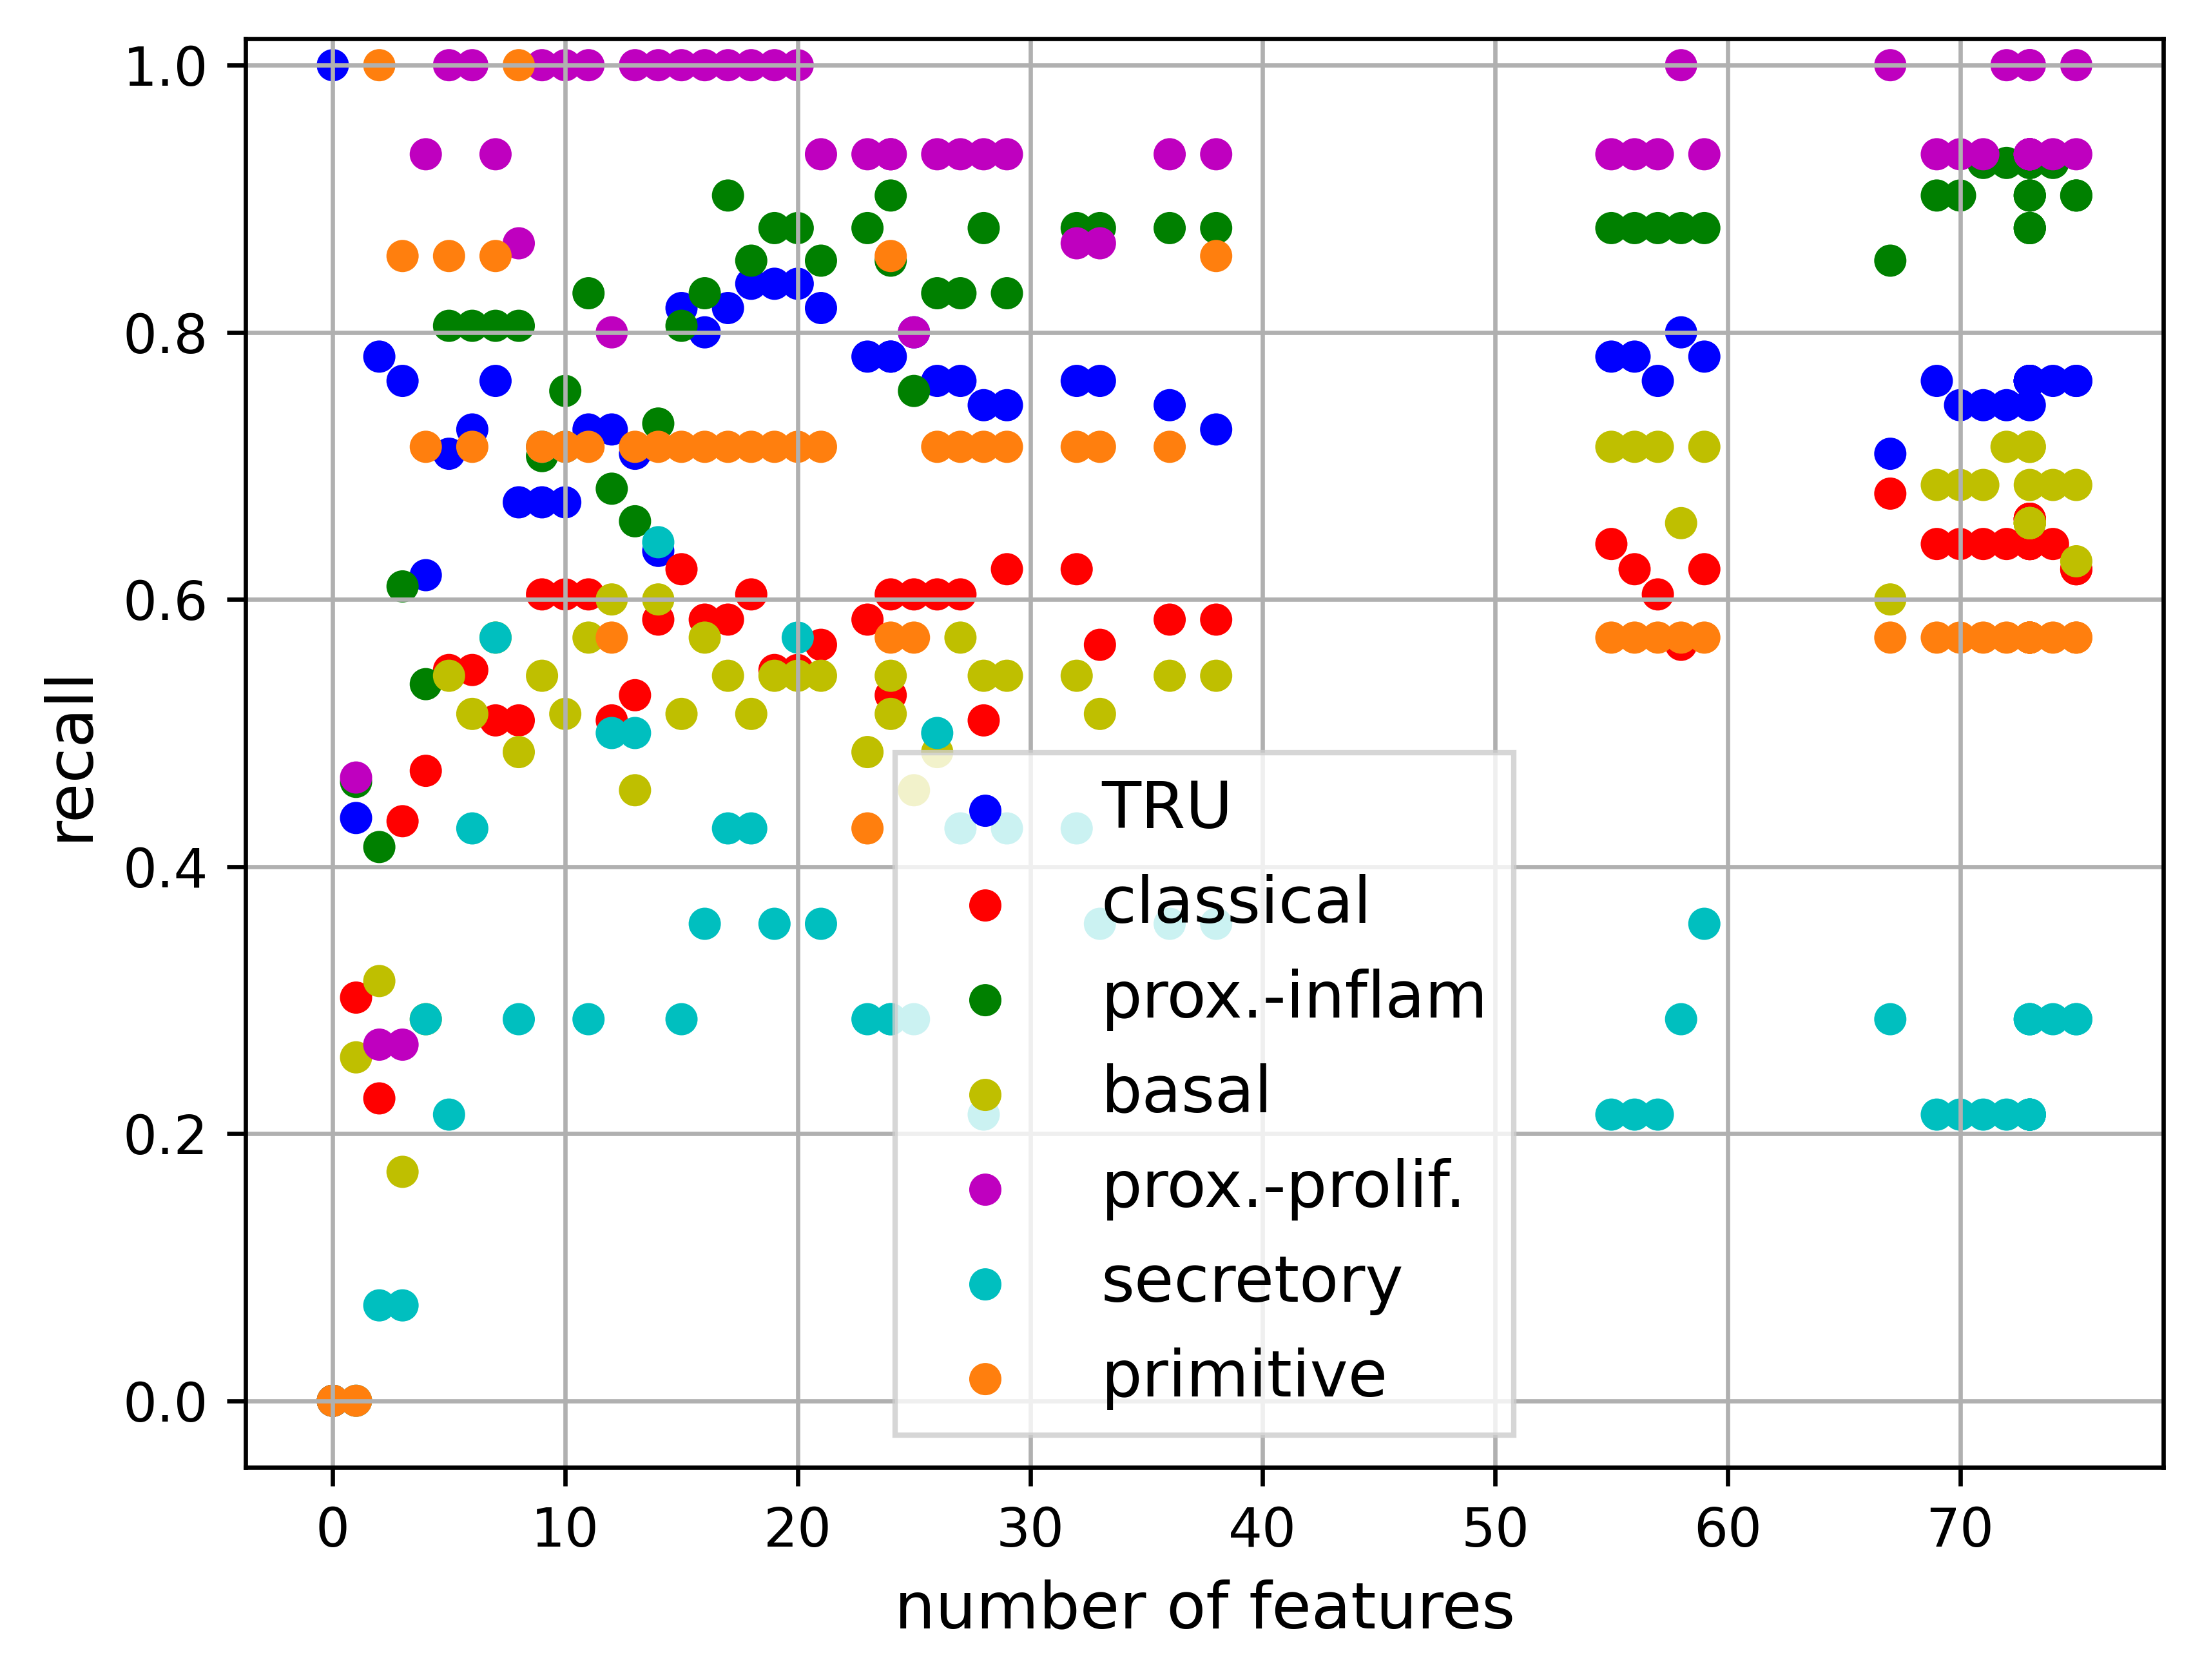 1.0
0.8
0.6
0.4
0.2
0.0
recall
TRU
classical
prox.-inflam
basal
prox.-prolif.
secretory
primitive
0 10 20 30 40 50 60 70
number of features